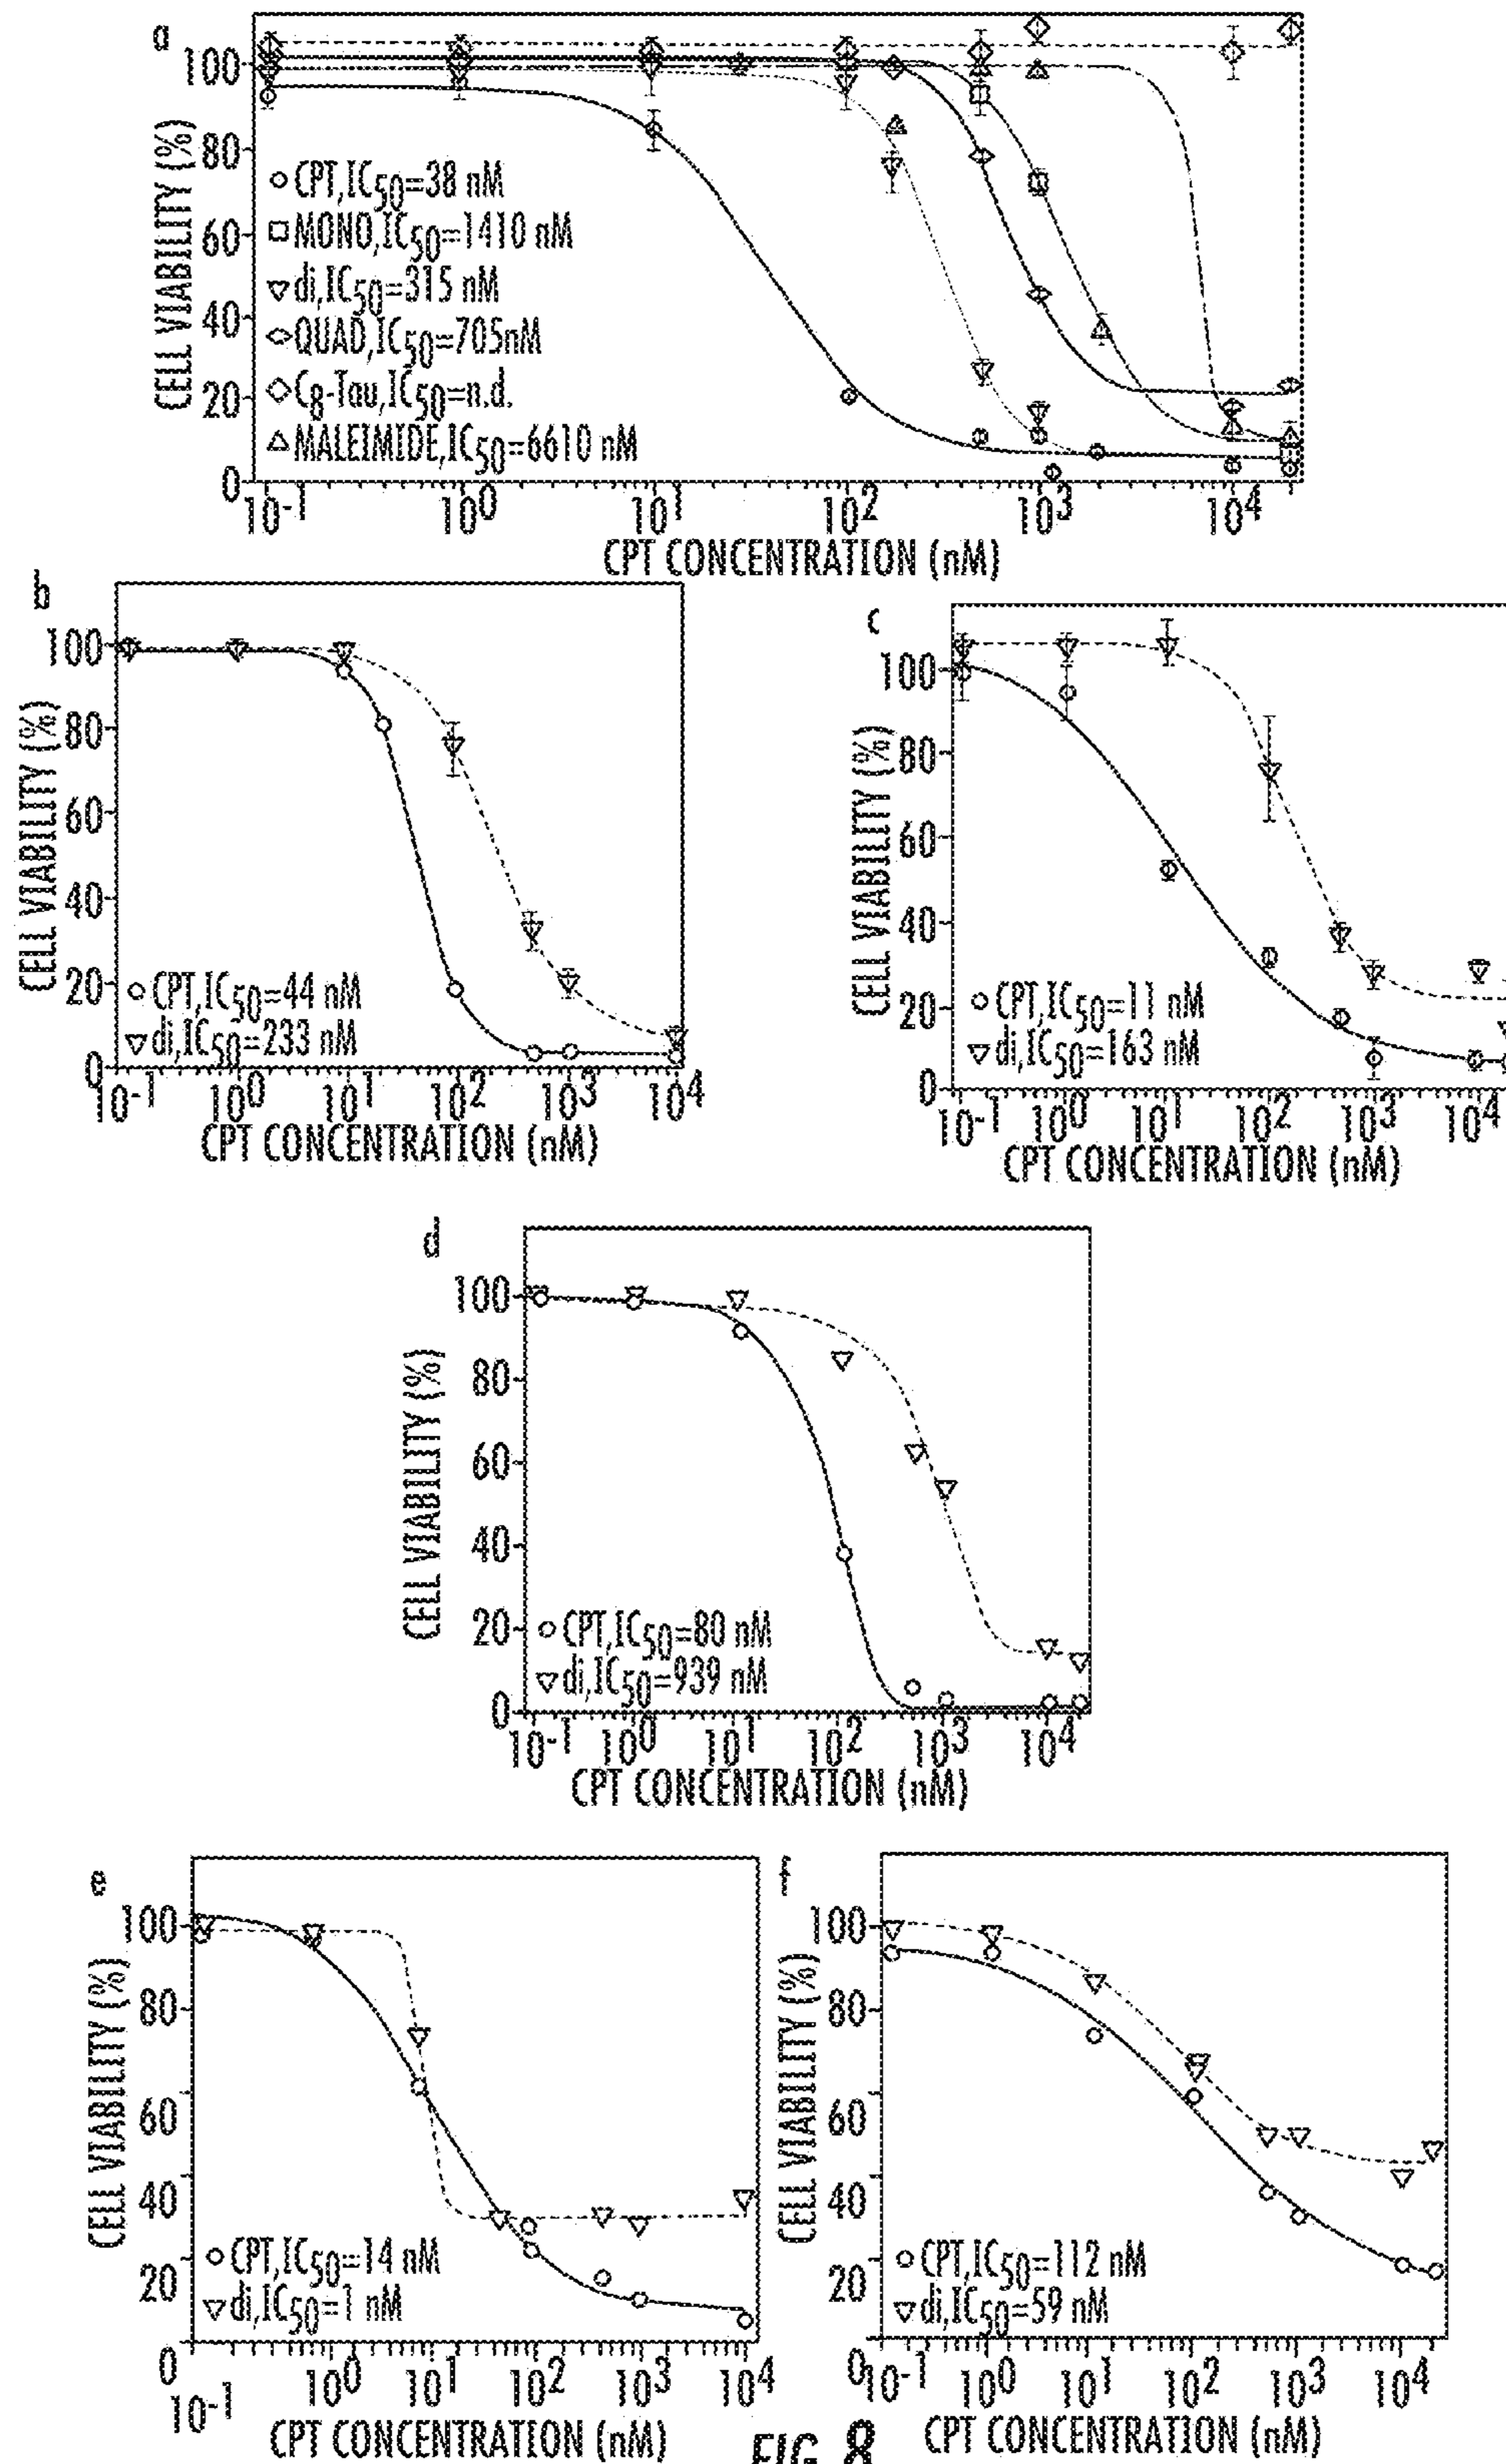 a
CELL VIABILITY (%)
100
80
60
40
20
0
CPT,IC50=38 nM
MONO,IC50=1410 nM
di,IC50=315 nM
QUAD,IC50=705nM
C8-Tau,IC50=n.d.
MALEIMIDE,IC50=6610 nM
10-1 100 101 102 103 104
CPT CONCENTRATION (nM)
b
CELL VIABILITY (%)
100
80
60
40
20
0
CPT,IC50=44 nM
di,IC50=233 nM
10-1 100 101 102 103 104
CPT CONCENTRATION (nM)
c
CELL VIABILITY (%)
100
80
60
40
20
0
CPT,IC50=11 nM
di,IC50=163 nM
10-1 100 101 102 103 104
CPT CONCENTRATION (nM)
d
CELL VIABILITY (%)
100
80
60
40
20
0
CPT,IC50=80 nM
di,IC50=939 nM
10-1 100 101 102 103 104
CPT CONCENTRATION (nM)
e
CELL VIABILITY (%)
100
80
60
40
20
0
CPT,IC50=14 nM
di,IC50=1 nM
10-1 100 101 102 103 104
CPT CONCENTRATION (nM)
f
CELL VIABILITY (%)
100
80
60
40
20
0
CPT,IC50=112 nM
di,IC50=59 nM
10-1 100 101 102 103 104
CPT CONCENTRATION (nM)
FIG. 8